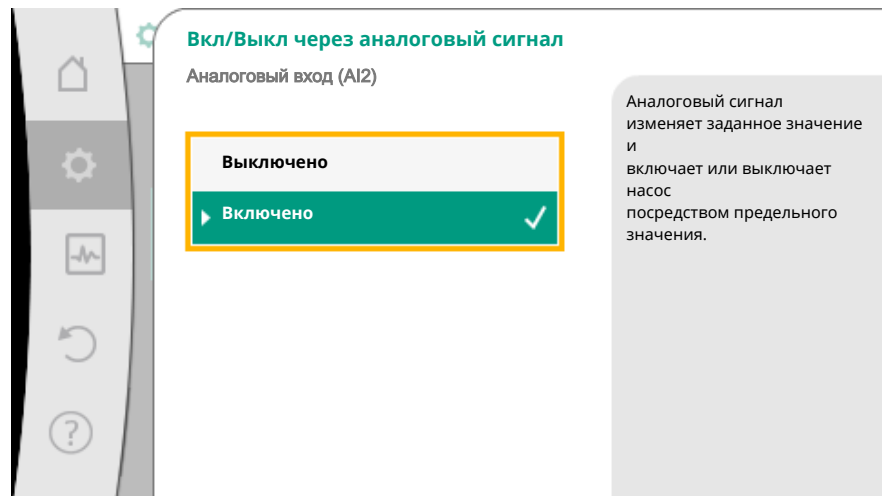 Вкл/Выкл через аналоговый сигнал
Аналоговый вход (AI2)
Выключено
Включено
Аналоговый сигнал
изменяет заданное значение
и
включает или выключает
насос
посредством предельного
значения.
?